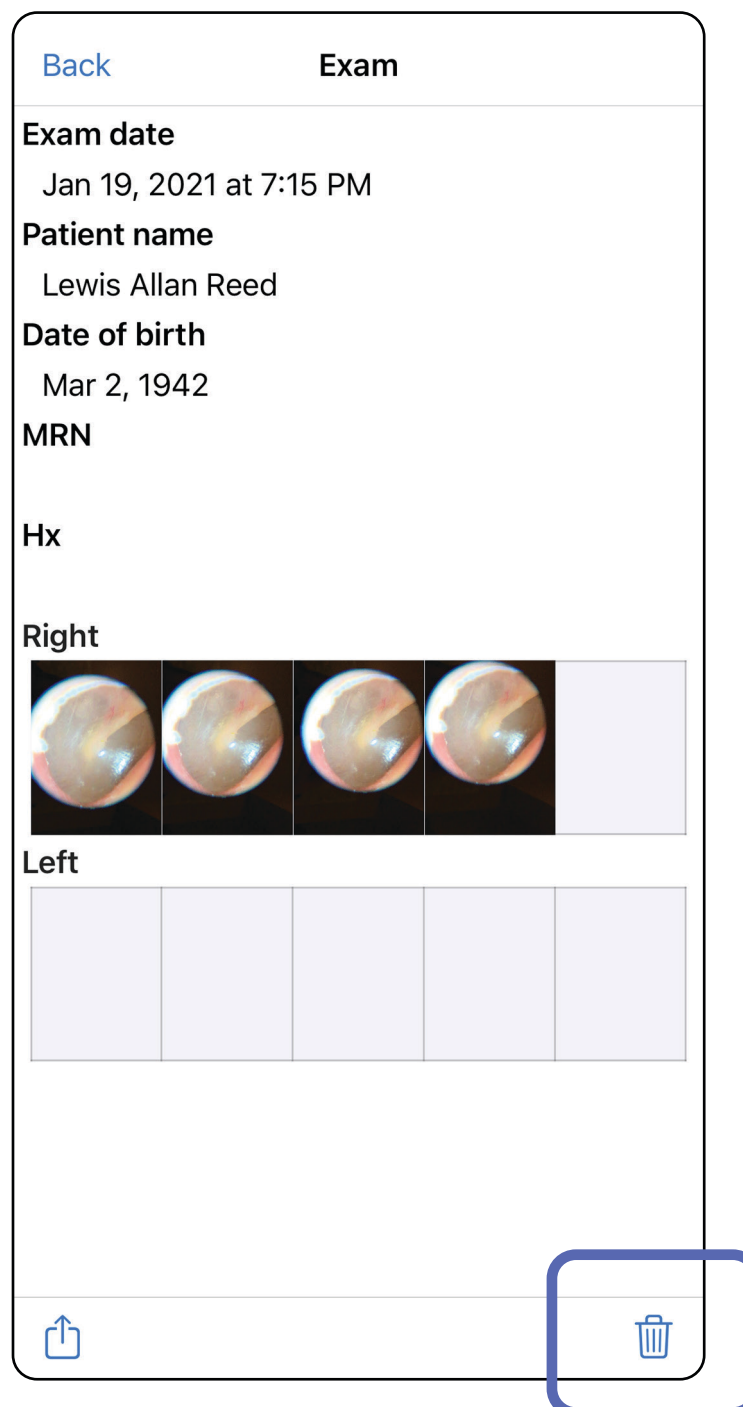 Back
Exam
Exam date
Jan 19, 2021 at 7:15 PM
Patient name
Lewis Allan Reed
Date of birth
Mar 2, 1942
MRN
Hx
Right
Left